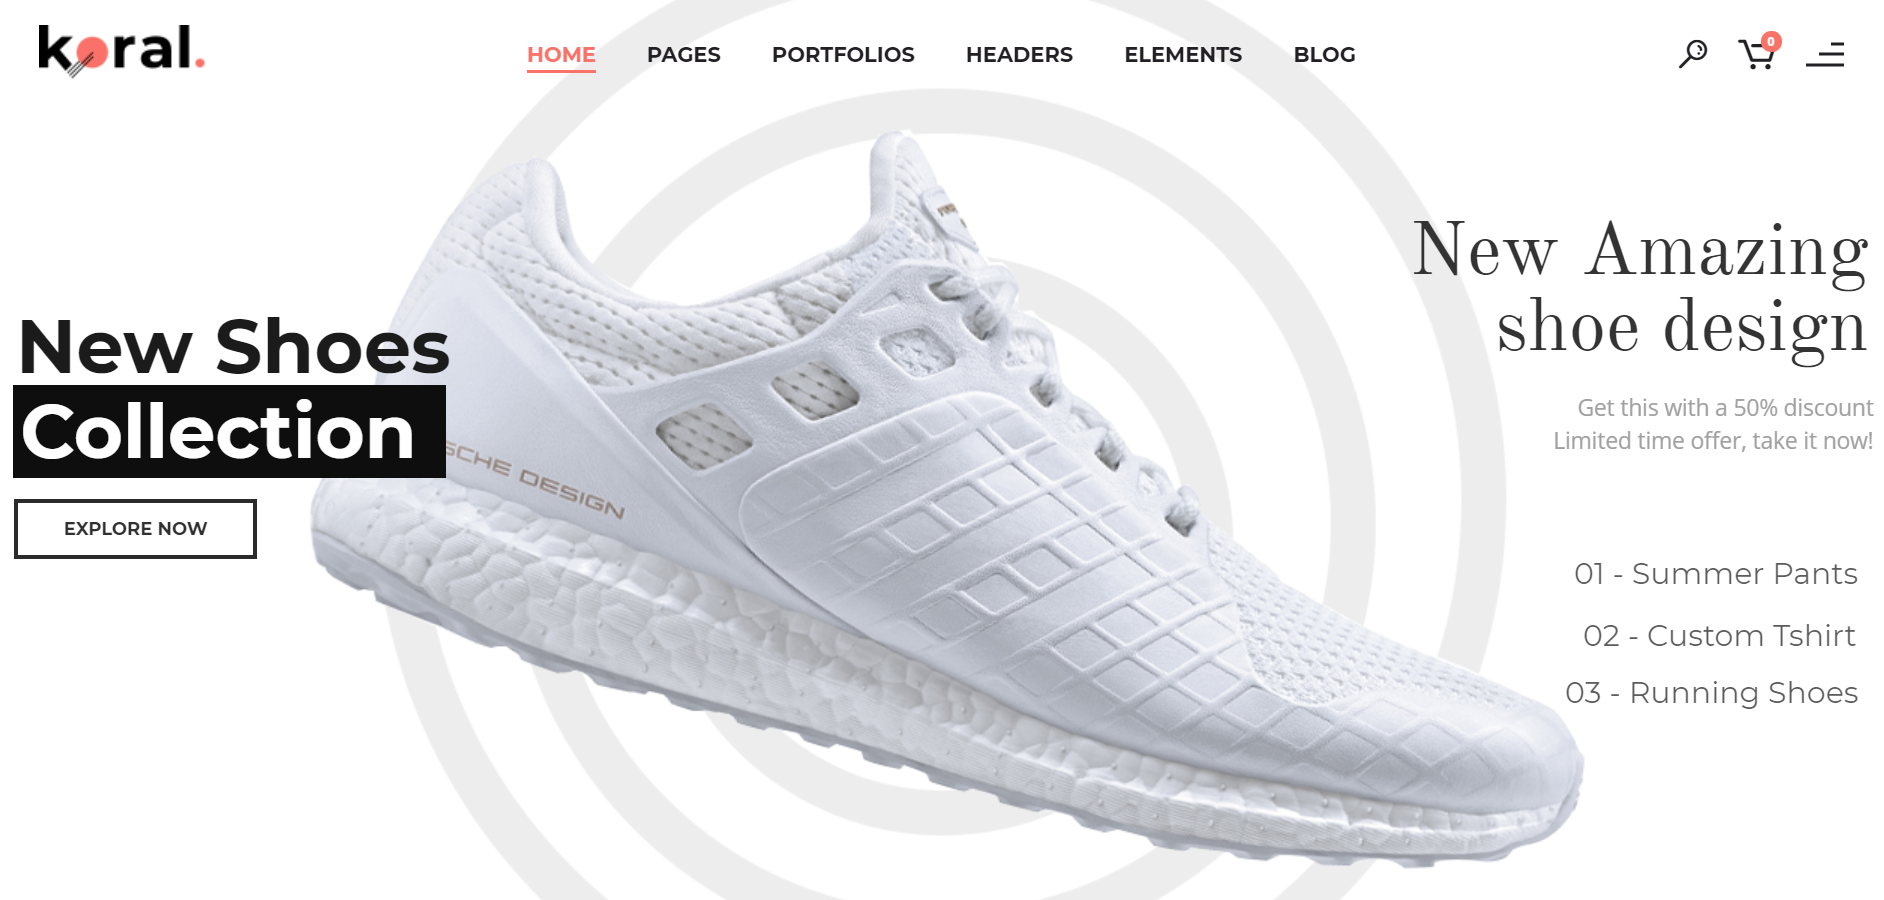 koral.
HOME PAGES PORTFOLIOS HEADERS ELEMENTS BLOG
0
New Amazing
shoe design
New Shoes
Collection
Get this with a 50% discount
Limited time offer, take it now!
DESIGN
EXPLORE NOW
01 - Summer Pants
02 - Custom Tshirt
03 - Running Shoes